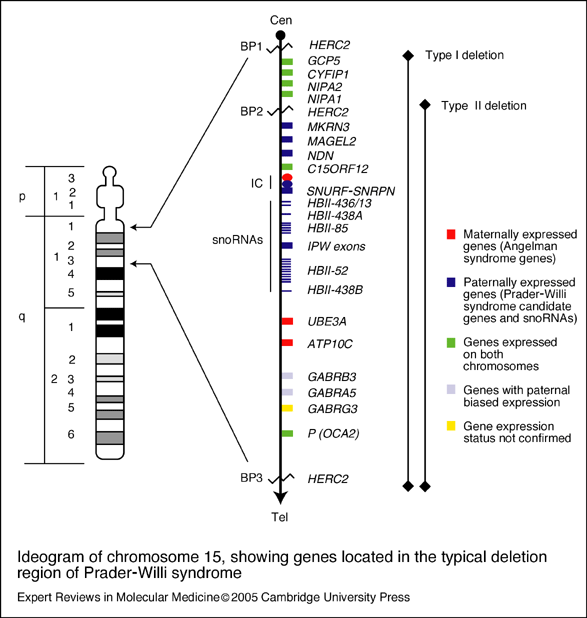 Cen
BP1
HERC2
GCP5
CYFIP1
NIPA2
NIPA1
BP2
HERC2
MKRN3
MAGEL2
NDN
C15ORF12
IC
SNURF-SNRPN
HBII-436/13
HBII-438A
HBII-85
snoRNAs
IPW exons
HBII-52
HBII-438B
UBE3A
ATP10C
GABRB3
GABRA5
GABRG3
P (OCA2)
BP3
HERC2
Tel
p
1
3
2
1
q
1
1
2
3
4
5
2
1
2
3
4
5
6
Type I deletion
Type II deletion
Maternally expressed
genes (Angelman
syndrome genes)
Paternally expressed
genes (Prader-Willi
syndrome candidate
genes and snoRNAs)
Genes expressed
on both
chromosomes
Genes with paternal
biased expression
Gene expression
status not confirmed
Ideogram of chromosome 15, showing genes located in the typical deletion
region of Prader-Willi syndrome
Expert Reviews in Molecular Medicine © 2005 Cambridge University Press